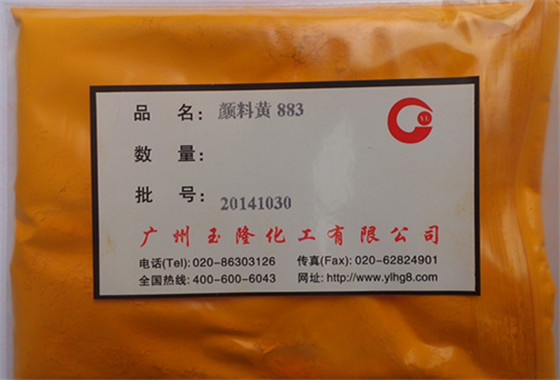 品 名: 颜料黄 883
YL
数 量:
批 号: 20141030
广州玉隆化工有限公司
电话(Tel): 020-86303126 传真(Fax): 020-62824901
全国热线: 400-600-6043 网址: http://www.ylhg8.com